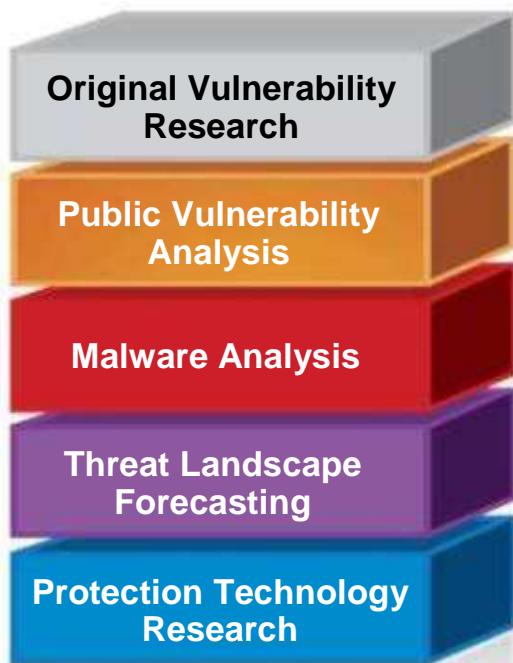 Original Vulnerability
Research
Public Vulnerability
Analysis
Malware Analysis
Threat Landscape
Forecasting
Protection Technology
Research